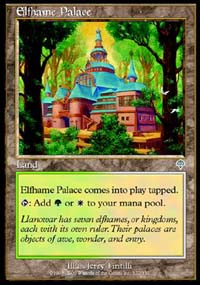 Elfhame Palace
Land
Elfhame Palace comes into play tapped.
: Add or to your mana pool.
Llanowar has seven elfhames, or kingdoms,
each with its own ruler. Their palaces are
objects of awe, wonder, and envy.
Illus. Jerry Tiritilli